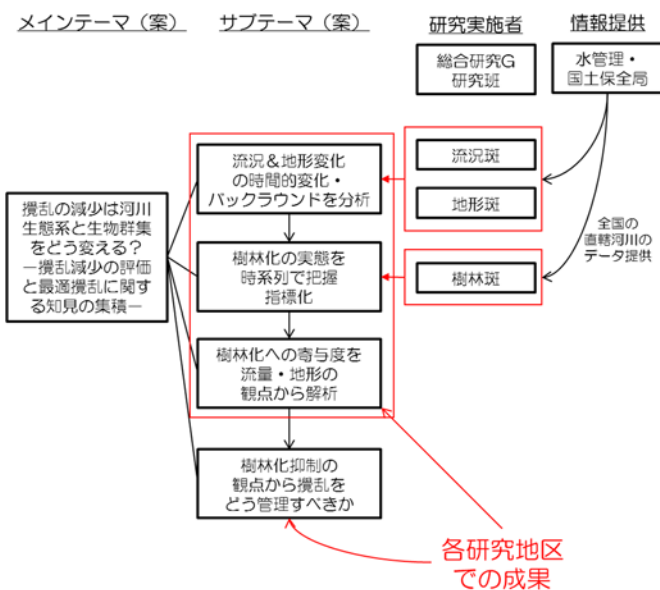 メインテーマ（案）
サブテーマ（案）
研究実施者
情報提供
総合研究G
研究班
水管理・
国土保全局
流況＆地形変化
の時間的変化・
バックラウンドを分析
流況斑
地形斑
攪乱の減少は河川
生態系と生物群集
をどう変える？
―攪乱減少の評価
と最適攪乱に関す
る知見の集積―
樹林化の実態を
時系列で把握
指標化
樹林斑
全国の
直轄河川の
データ提供
樹林化への寄与度を
流量・地形の
観点から解析
樹林化抑制の
観点から攪乱を
どう管理すべきか
各研究地区
での成果